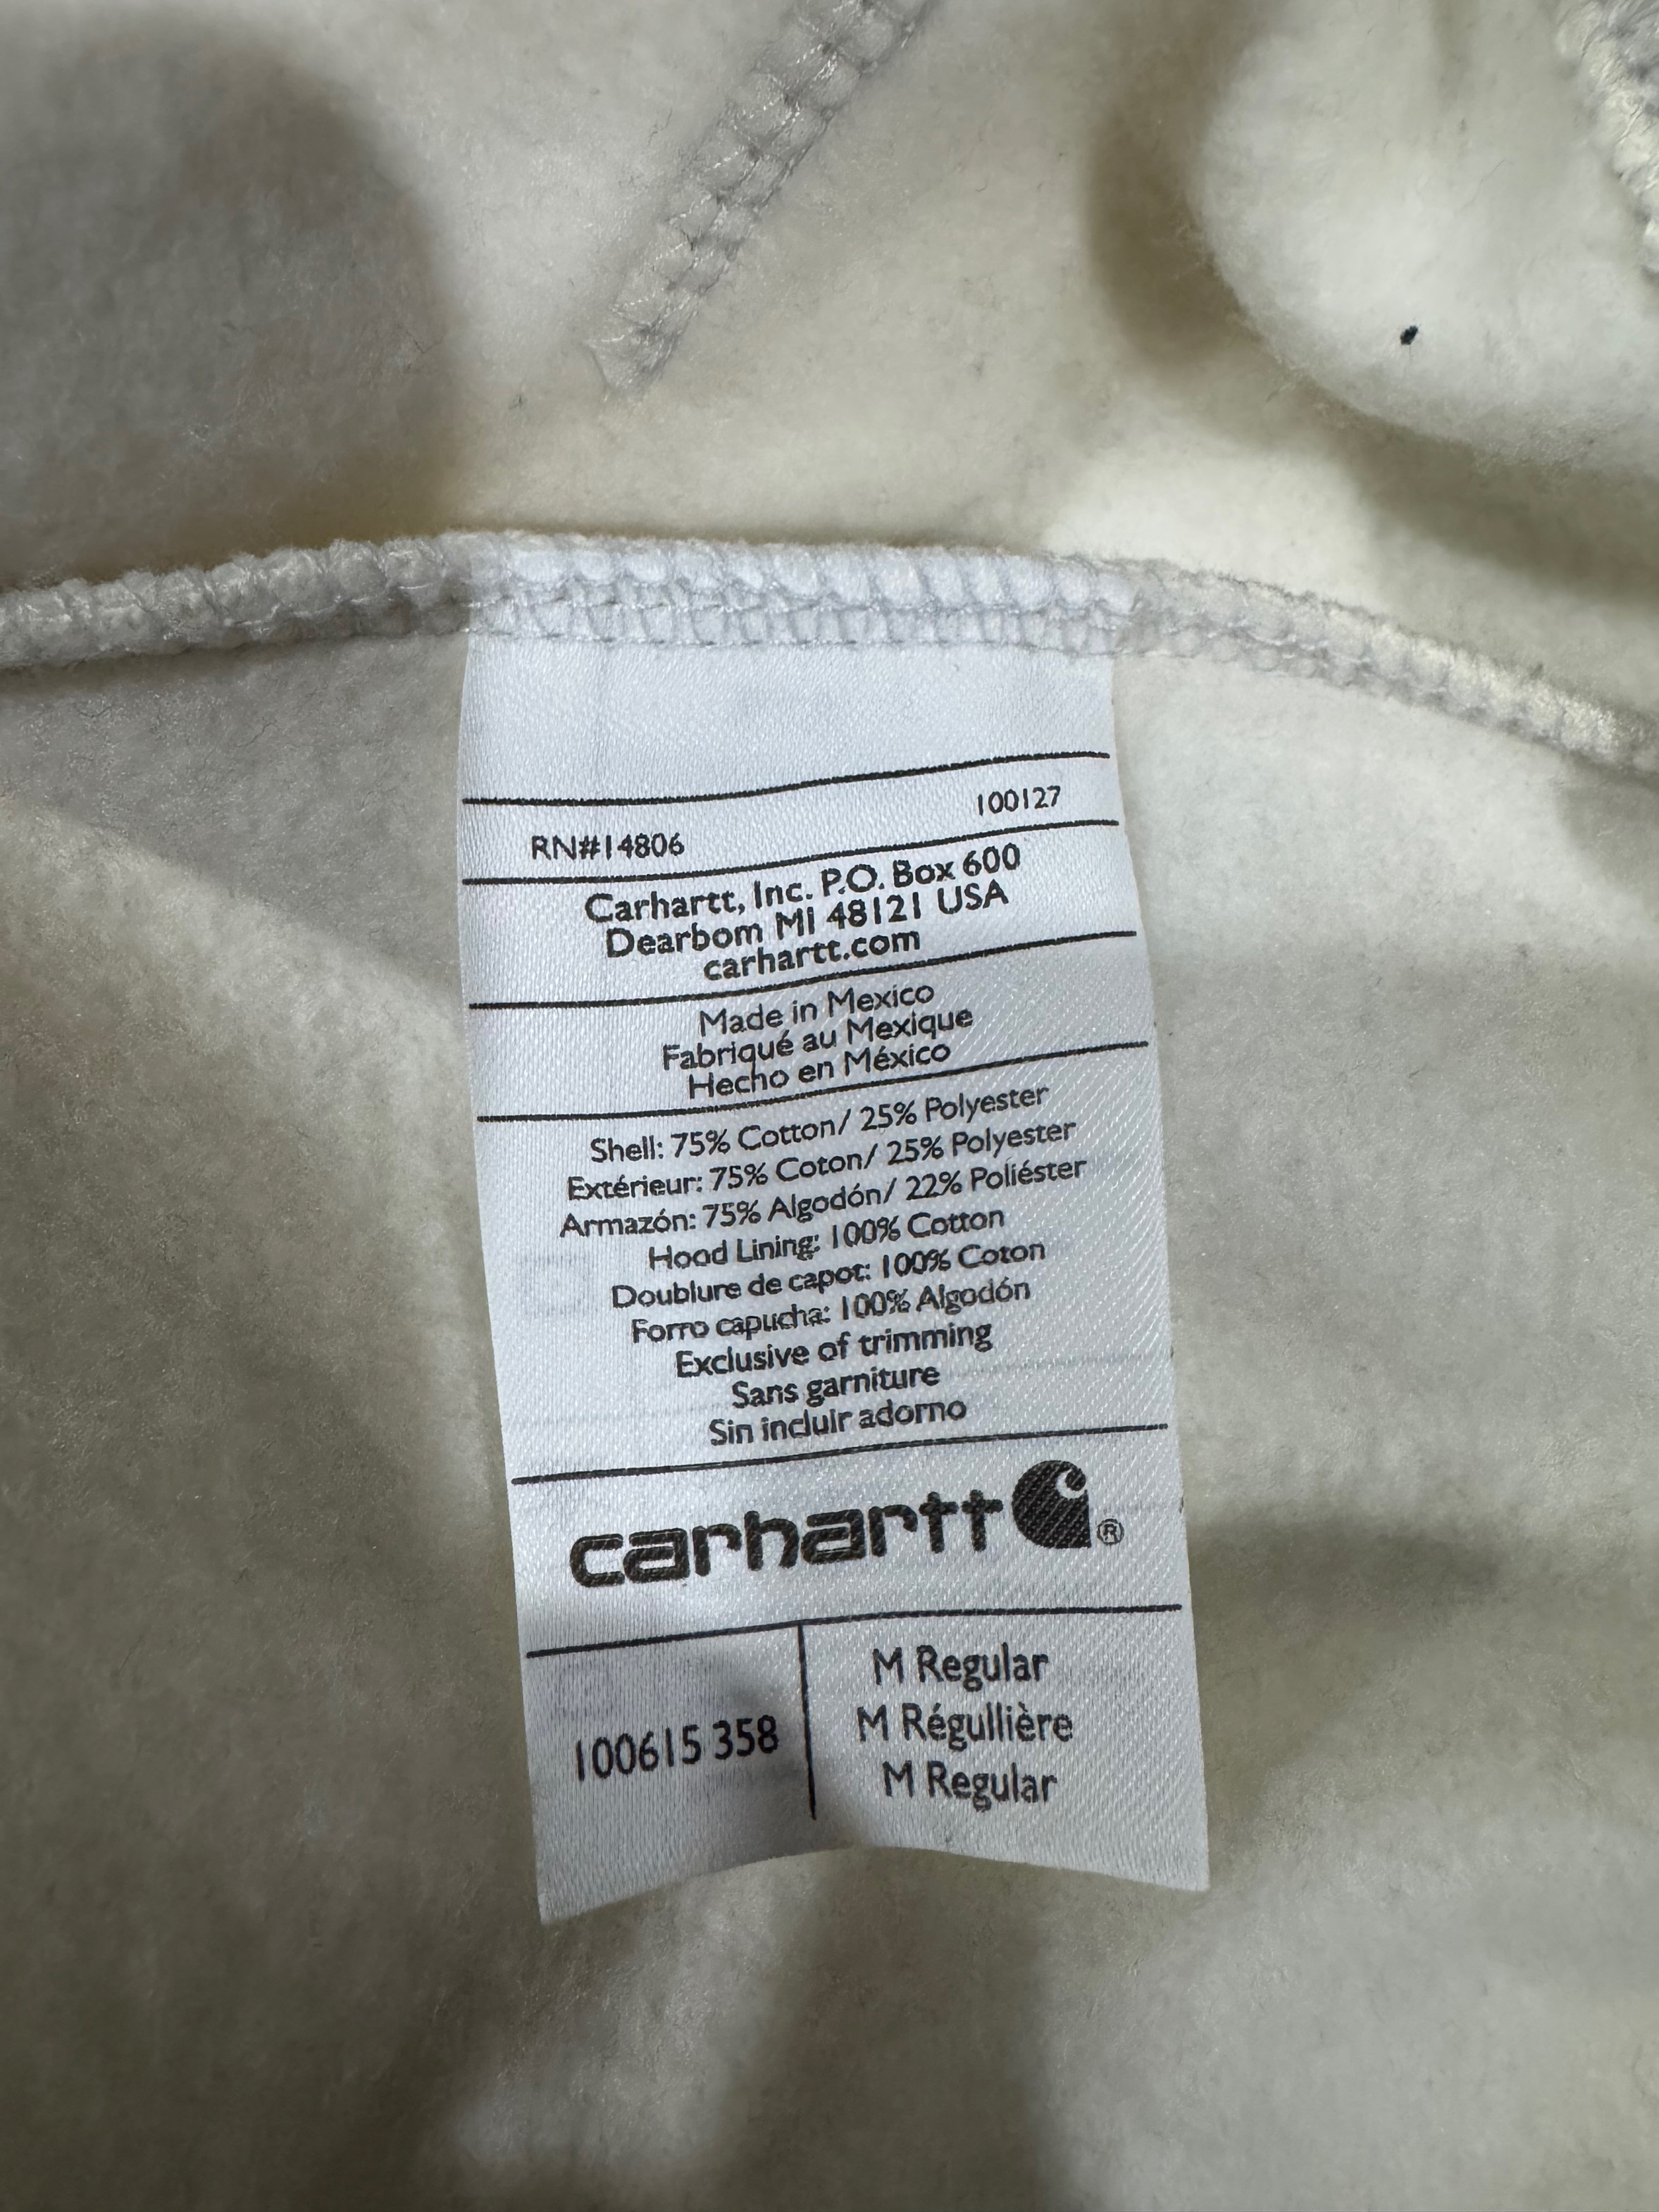 RN#14806 100127
Carhartt, Inc. P.O. Box 600
Dearbom MI 48121 USA
carhartt.com
Made in Mexico
Fabriqué au Mexique
Hecho en México
Shell: 75% Cotton/ 25% Polyester
Extérieur: 75% Coton/ 25% Polyester
Armazón: 75% Algodón/ 22% Poliéster
Hood Lining: 100% Cotton
Doublure de capot: 100% Coton
Forro capucha: 100% Algodón
Exclusive of trimming
Sans garniture
Sin incluir adorno
carhartt ®
100615 358
M Regular
M Régullière
M Regular